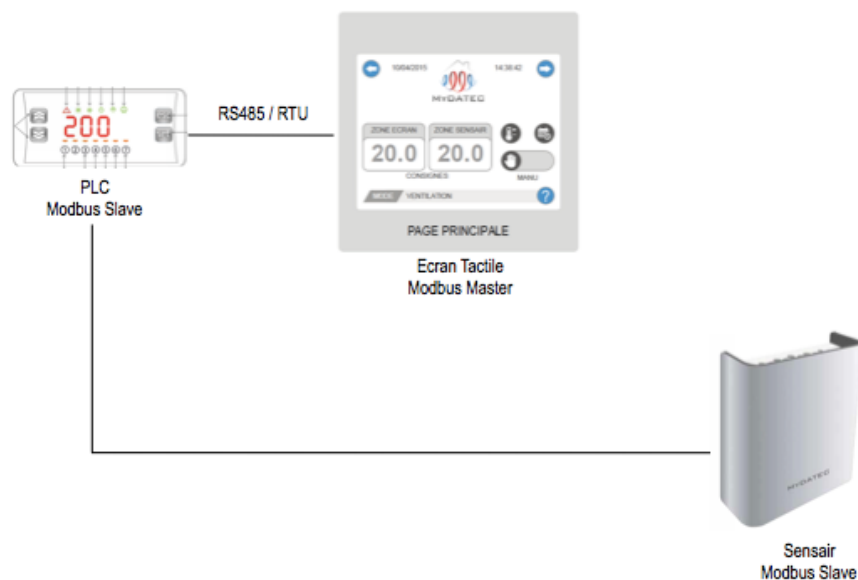 10/04/2015
14:38:42
MYDATEC
200
RS485 / RTU
ZONE ECRAN
ZONE SENSAIR
20.0
20.0
CONSIGNES
MANU
MODE
VENTILATION
?
PAGE PRINCIPALE
PLC
Modbus Slave
Ecran Tactile
Modbus Master
MYDATEC
Sensair
Modbus Slave